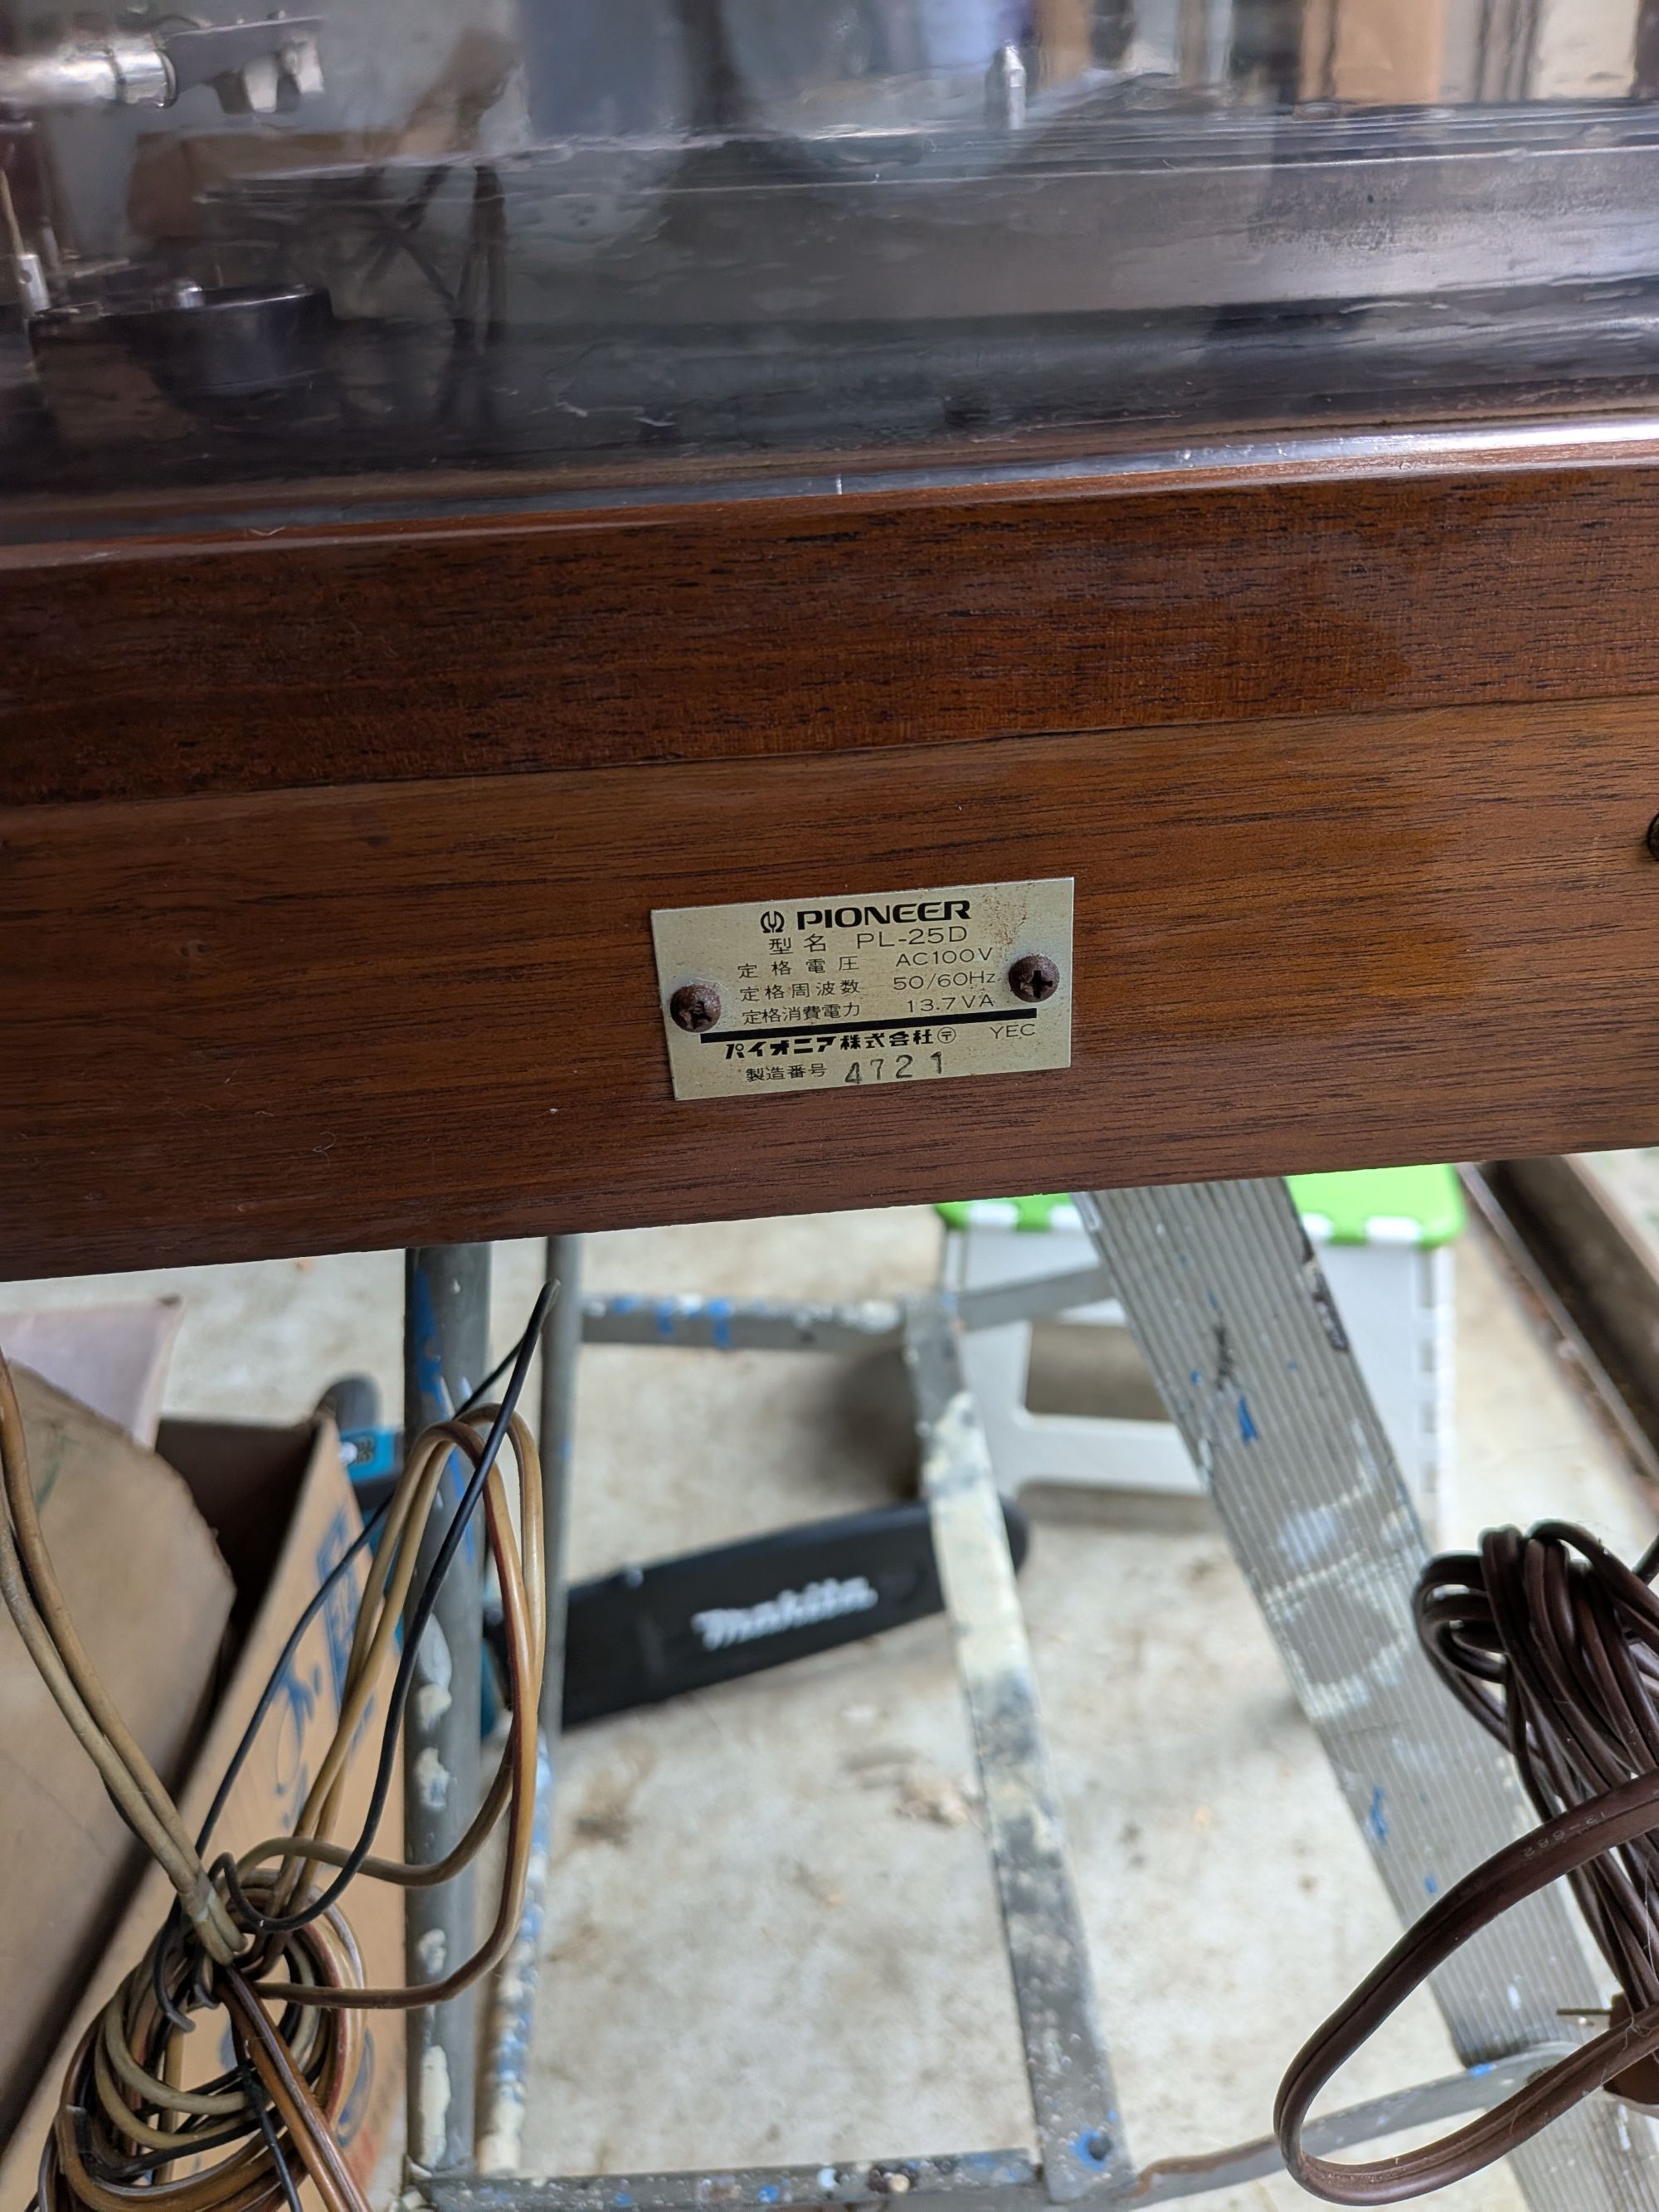 PIONEER
型名 PL-25D
定格電圧 AC100V
定格周波数 50/60Hz
定格消費電力 13.7VA
パイオニア株式会社 〶 YEC
製造番号 4721
makita